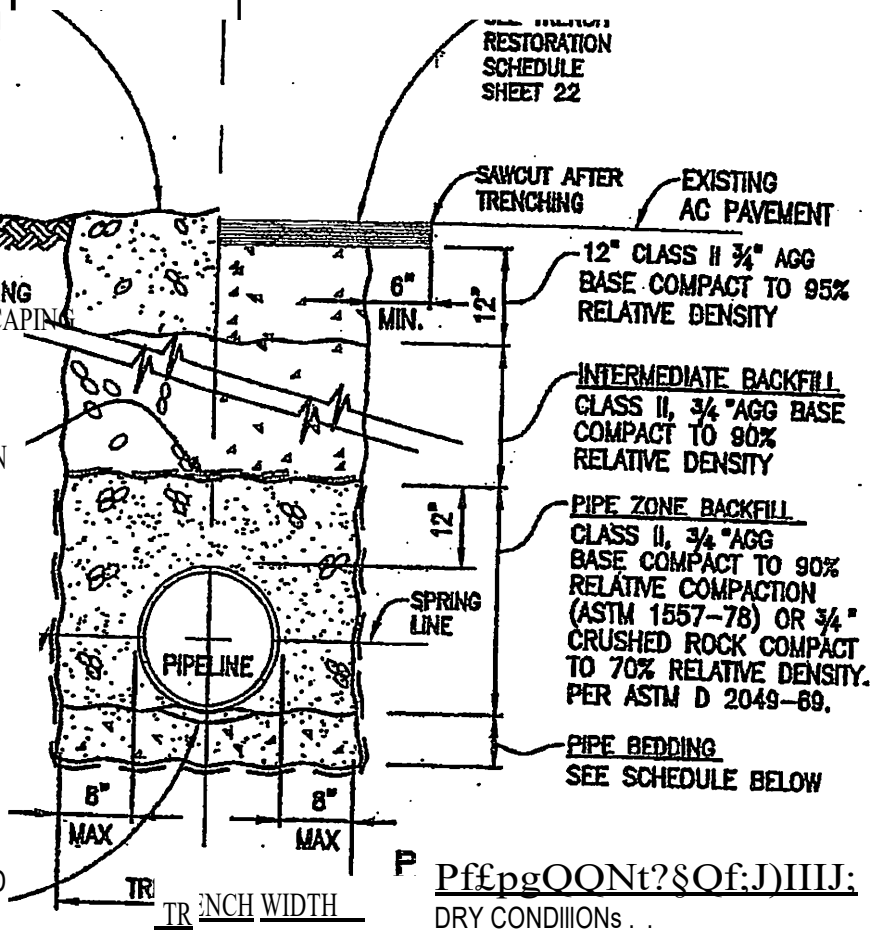 SEE TRENCH
RESTORATION
SCHEDULE
SHEET 22
SAWCUT AFTER
TRENCHING
EXISTING
AC PAVEMENT
12" CLASS II 3/4" AGG
BASE COMPACT TO 95%
RELATIVE DENSITY
6"
MIN.
12"
NG
CAPING
INTERMEDIATE BACKFILL
CLASS II, 3/4 "AGG BASE
COMPACT TO 90%
RELATIVE DENSITY
N
12"
PIPE ZONE BACKFILL
CLASS II, 3/4 "AGG
BASE COMPACT TO 90%
RELATIVE COMPACTION
(ASTM 1557-78) OR 3/4 "
CRUSHED ROCK COMPACT
TO 70% RELATIVE DENSITY.
PER ASTM D 2049-69.
SPRING
LINE
PIPELINE
PIPE BEDDING
SEE SCHEDULE BELOW
8"
MAX
8"
MAX
P
TRENCH WIDTH
DRY CONDIIIONs . .